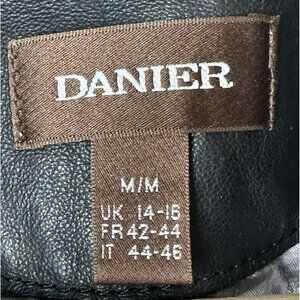 DANIER
M/M
UK 14-16
FR 42-44
IT 44-46